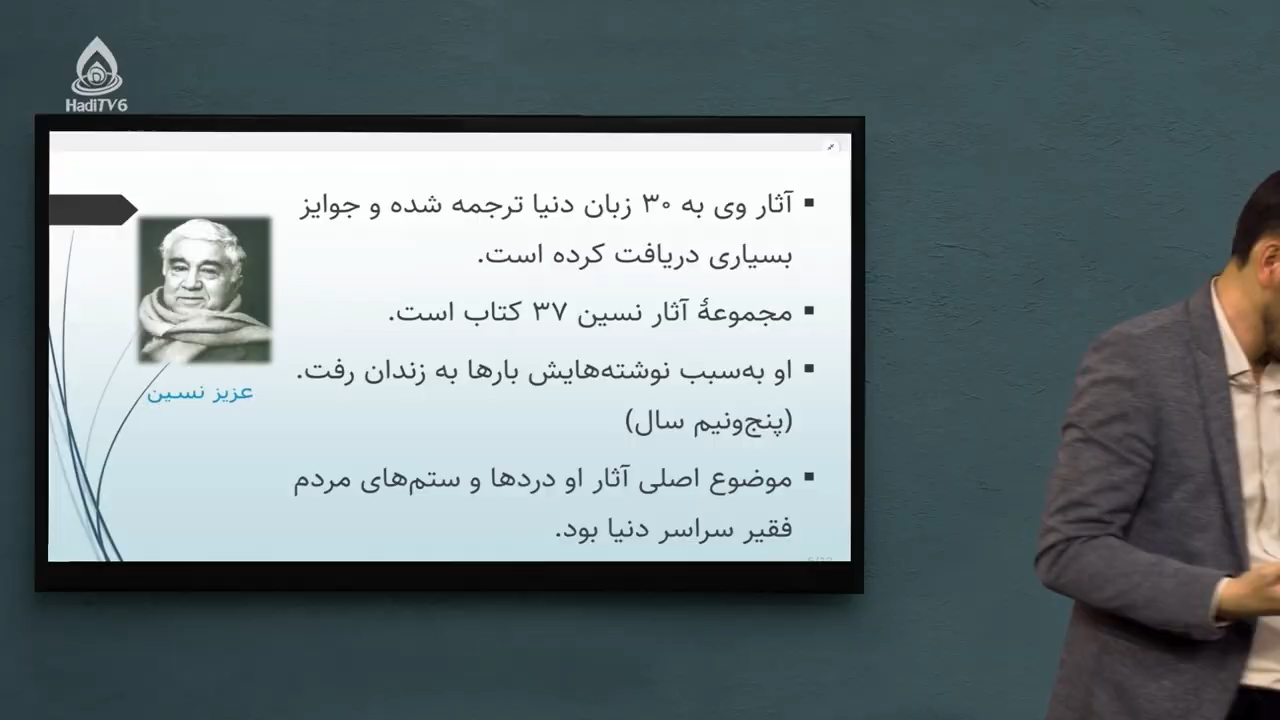 HadiTV6
آثار وی به ۳۰ زبان دنیا ترجمه شده و جوایز
بسیاری دریافت کرده است.
مجموعهٔ آثار نسین ۳۷ کتاب است.
او به‌سبب نوشته‌هایش بارها به زندان رفت.
(پنج‌ونیم سال)
موضوع اصلی آثار او دردها و ستم‌های مردم
فقیر سراسر دنیا بود.
عزیز نسین